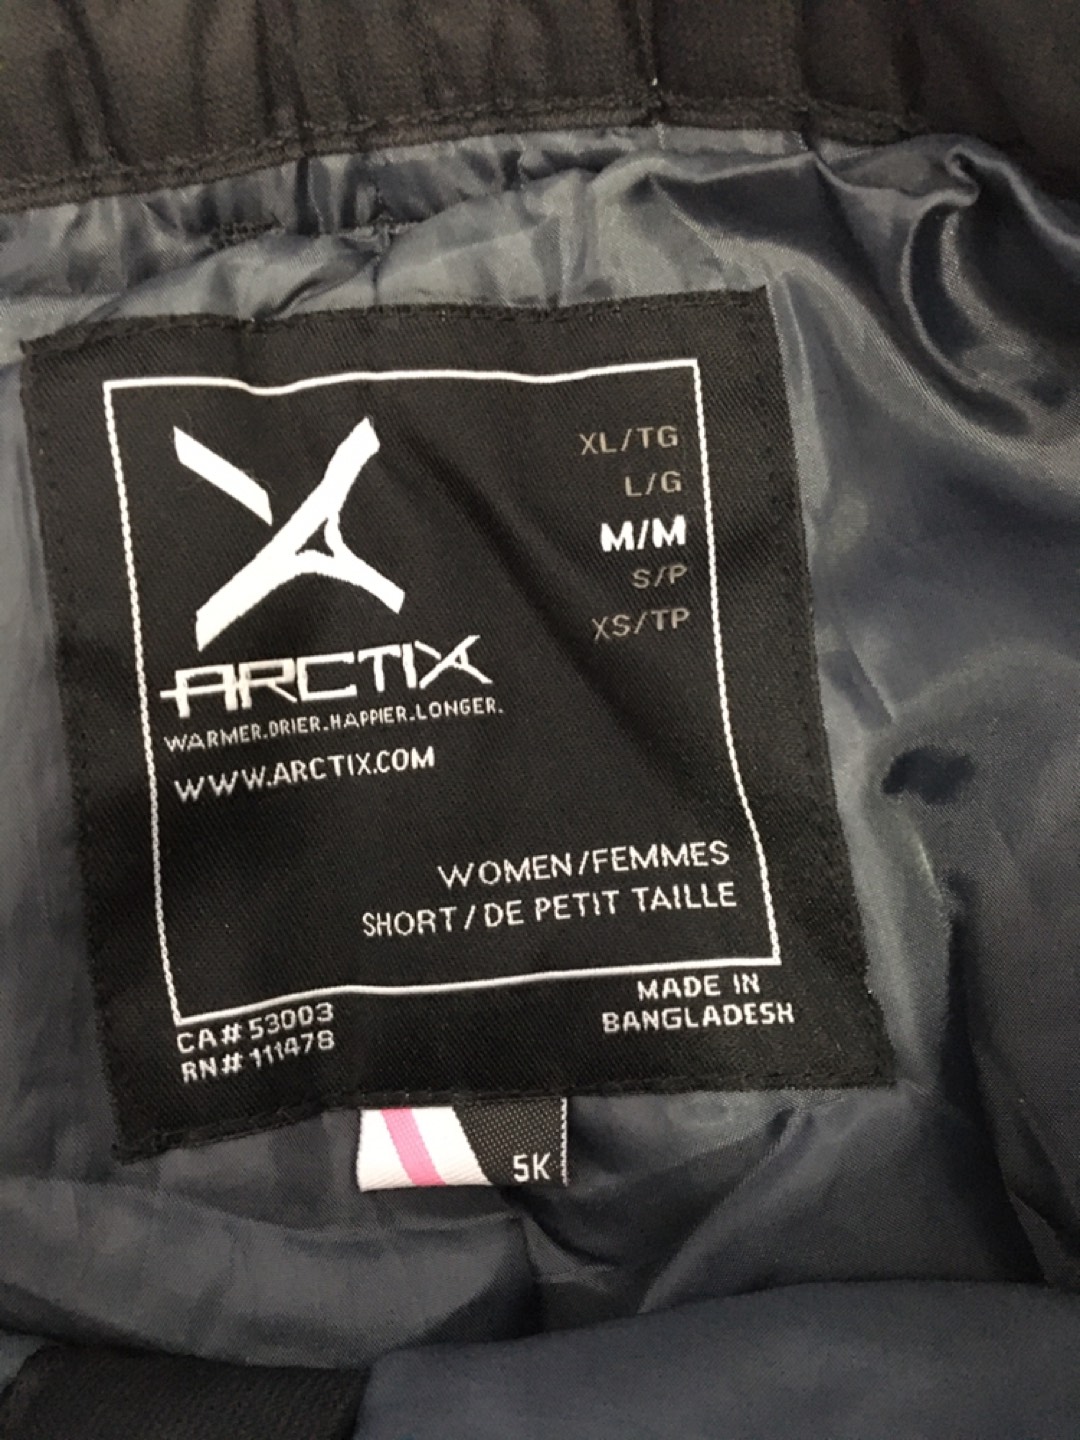 XL/TG
L/G
M/M
S/P
XS/TP
ARCTIX
WARMER.DRIER.HAPPIER.LONGER.
WWW.ARCTIX.COM
WOMEN/FEMMES
SHORT/DE PETIT TAILLE
CA# 53003
RN# 111478
MADE IN
BANGLADESH
5K